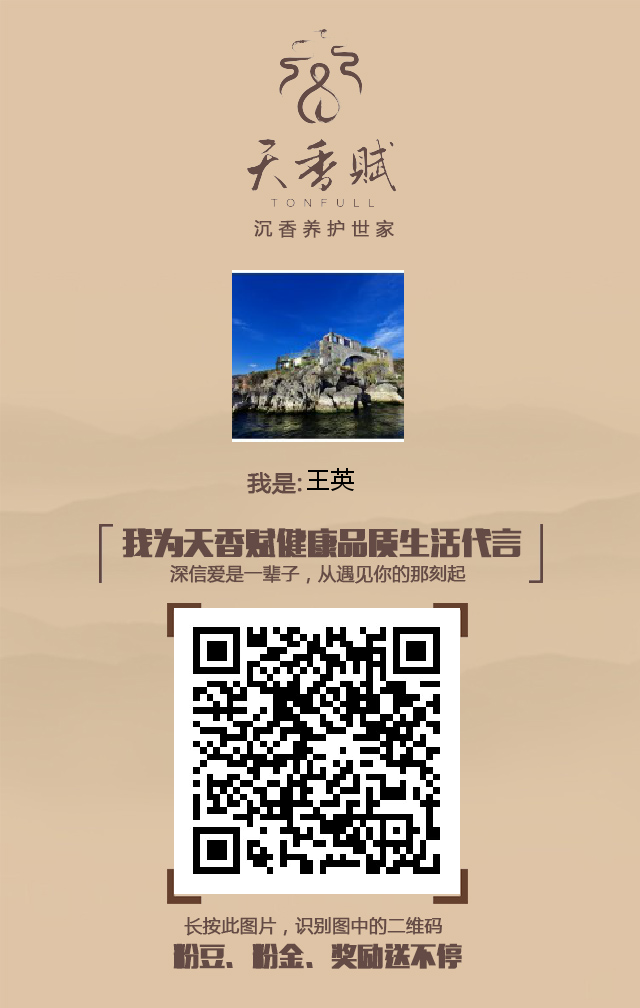 天香赋
TONFULL
沉香养护世家
我是:王英
我为天香赋健康品质生活代言
深信爱是一辈子，从遇见你的那刻起
长按此图片，识别图中的二维码
粉豆、粉金、奖励送不停